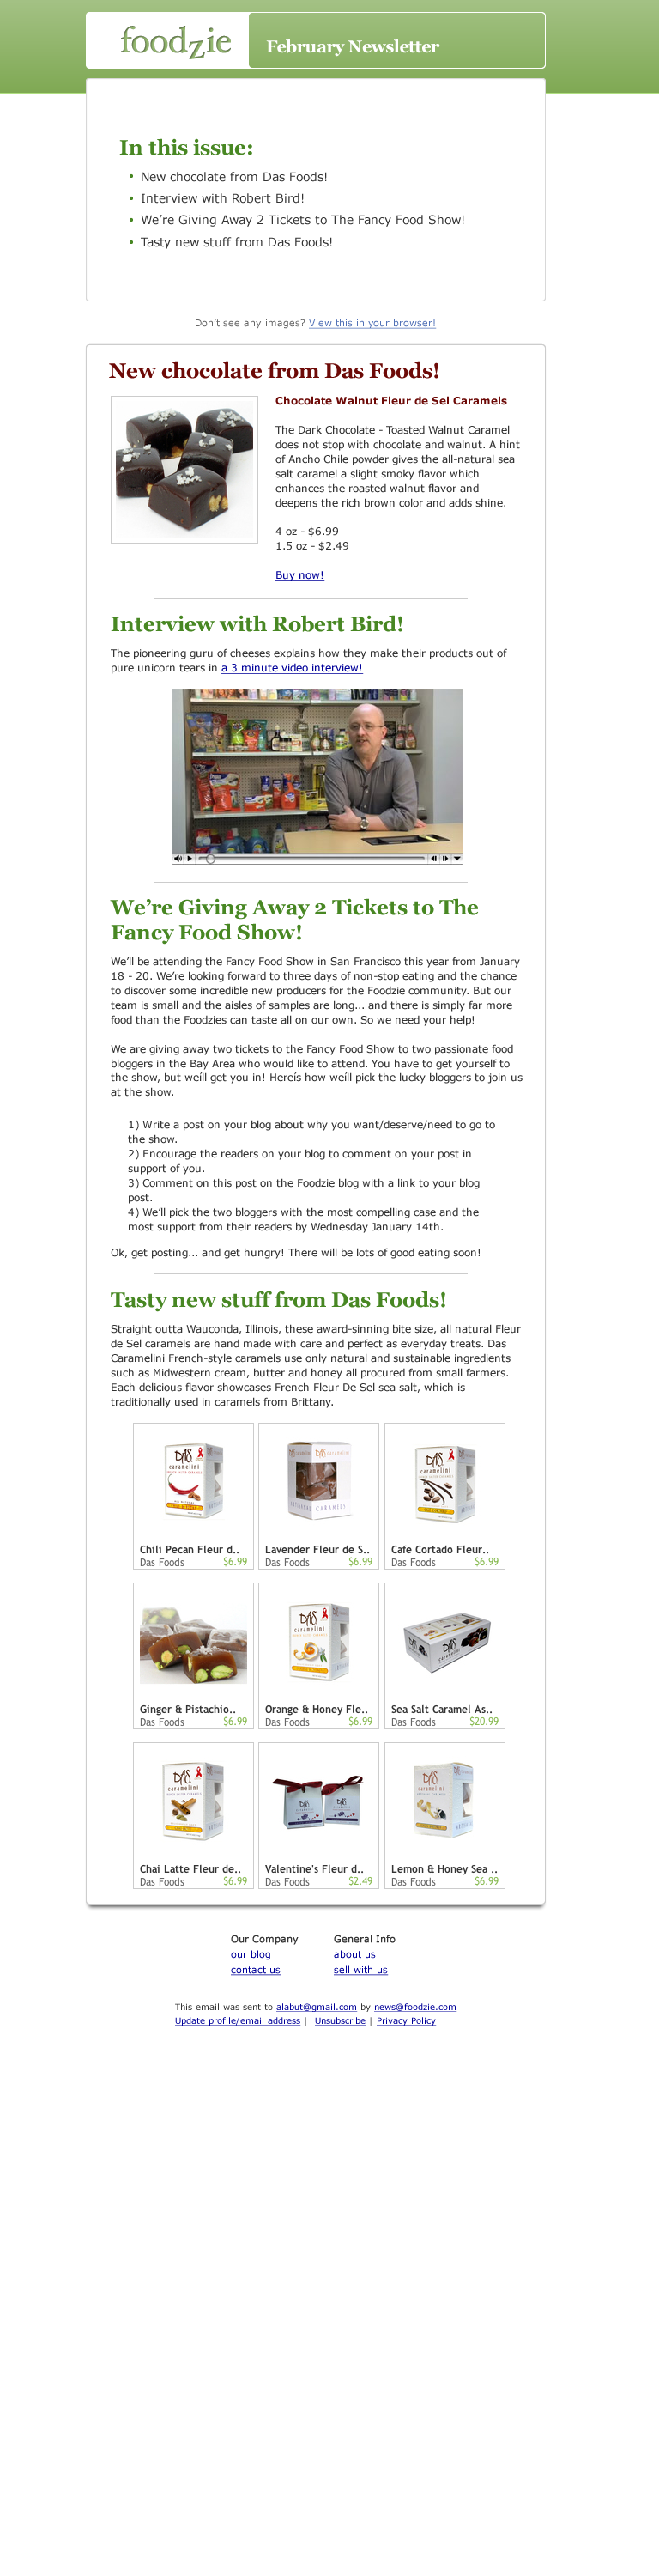 foodzie
February Newsletter
In this issue:
New chocolate from Das Foods!
Interview with Robert Bird!
We’re Giving Away 2 Tickets to The Fancy Food Show!
Tasty new stuff from Das Foods!
Don’t see any images? View this in your browser!
New chocolate from Das Foods!
Chocolate Walnut Fleur de Sel Caramels
The Dark Chocolate - Toasted Walnut Caramel
does not stop with chocolate and walnut. A hint
of Ancho Chile powder gives the all-natural sea
salt caramel a slight smoky flavor which
enhances the roasted walnut flavor and
deepens the rich brown color and adds shine.
4 oz - $6.99
1.5 oz - $2.49
Buy now!
Interview with Robert Bird!
The pioneering guru of cheeses explains how they make their products out of
pure unicorn tears in a 3 minute video interview!
We’re Giving Away 2 Tickets to The
Fancy Food Show!
We’ll be attending the Fancy Food Show in San Francisco this year from January
18 - 20. We’re looking forward to three days of non-stop eating and the chance
to discover some incredible new producers for the Foodzie community. But our
team is small and the aisles of samples are long... and there is simply far more
food than the Foodzies can taste all on our own. So we need your help!
We are giving away two tickets to the Fancy Food Show to two passionate food
bloggers in the Bay Area who would like to attend. You have to get yourself to
the show, but weíll get you in! Hereís how weíll pick the lucky bloggers to join us
at the show.
1) Write a post on your blog about why you want/deserve/need to go to
the show.
2) Encourage the readers on your blog to comment on your post in
support of you.
3) Comment on this post on the Foodzie blog with a link to your blog
post.
4) We’ll pick the two bloggers with the most compelling case and the
most support from their readers by Wednesday January 14th.
Ok, get posting... and get hungry! There will be lots of good eating soon!
Tasty new stuff from Das Foods!
Straight outta Wauconda, Illinois, these award-sinning bite size, all natural Fleur
de Sel caramels are hand made with care and perfect as everyday treats. Das
Caramelini French-style caramels use only natural and sustainable ingredients
such as Midwestern cream, butter and honey all procured from small farmers.
Each delicious flavor showcases French Fleur De Sel sea salt, which is
traditionally used in caramels from Brittany.
DAS caramelini
CARAMELS
DAS caramelini
Chili Pecan Fleur d.. Lavender Fleur de S.. Cafe Cortado Fleur..
Das Foods $6.99 Das Foods $6.99 Das Foods $6.99
DAS caramelini
DAS caramelini
Ginger & Pistachio.. Orange & Honey Fle.. Sea Salt Caramel As..
Das Foods $6.99 Das Foods $6.99 Das Foods $20.99
DAS caramelini
DAS
DAS
DAS caramelini
Chai Latte Fleur de.. Valentine's Fleur d.. Lemon & Honey Sea ..
Das Foods $6.99 Das Foods $2.49 Das Foods $6.99
Our Company General Info
our blog about us
contact us sell with us
This email was sent to alabut@gmail.com by news@foodzie.com
Update profile/email address | Unsubscribe | Privacy Policy